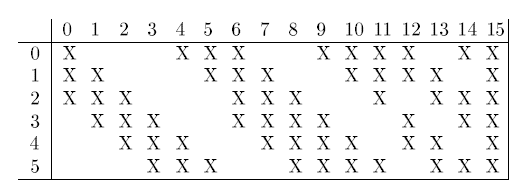 0 1 2 3 4 5 6 7 8 9 10 11 12 13 14 15
0 X X X X X X X X X X
1 X X X X X X X X X X
2 X X X X X X X X X X
3 X X X X X X X X X X
4 X X X X X X X X X X
5 X X X X X X X X X X